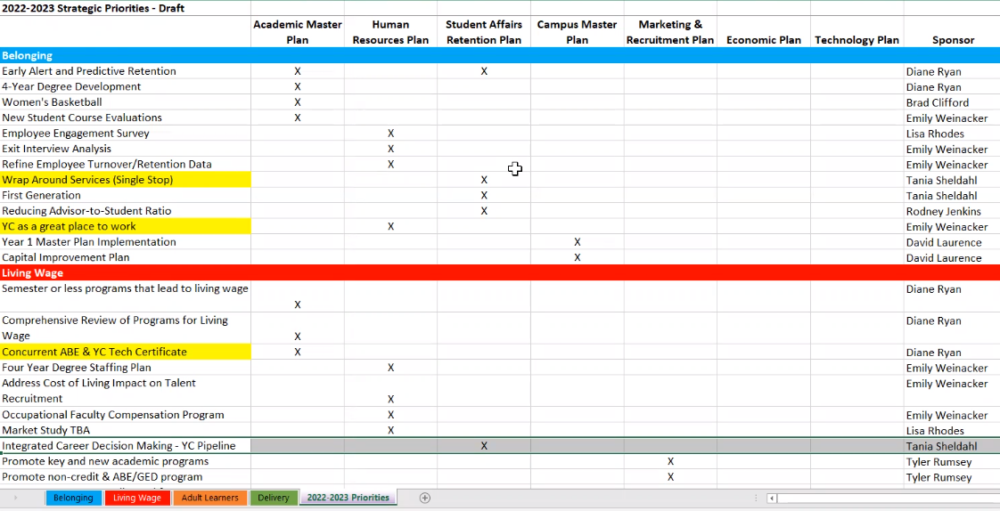 2022-2023 Strategic Priorities - Draft
Academic Master Plan Human Resources Plan Student Affairs Retention Plan Campus Master Plan Marketing & Recruitment Plan Economic Plan Technology Plan Sponsor
Belonging
Early Alert and Predictive Retention X X Diane Ryan
4-Year Degree Development X Diane Ryan
Women's Basketball X Brad Clifford
New Student Course Evaluations X Emily Weinacker
Employee Engagement Survey X Lisa Rhodes
Exit Interview Analysis X Emily Weinacker
Refine Employee Turnover/Retention Data X Emily Weinacker
Wrap Around Services (Single Stop) X Tania Sheldahl
First Generation X Tania Sheldahl
Reducing Advisor-to-Student Ratio X Rodney Jenkins
YC as a great place to work X Emily Weinacker
Year 1 Master Plan Implementation X David Laurence
Capital Improvement Plan X David Laurence
Living Wage
Semester or less programs that lead to living wage Diane Ryan
X
Comprehensive Review of Programs for Living Diane Ryan
Wage X
Concurrent ABE & YC Tech Certificate X Diane Ryan
Four Year Degree Staffing Plan X Emily Weinacker
Address Cost of Living Impact on Talent Emily Weinacker
Recruitment X
Occupational Faculty Compensation Program X Emily Weinacker
Market Study TBA X Lisa Rhodes
Integrated Career Decision Making - YC Pipeline X Tania Sheldahl
Promote key and new academic programs X Tyler Rumsey
Promote non-credit & ABE/GED program X Tyler Rumsey
Belonging Living Wage Adult Learners Delivery 2022-2023 Priorities